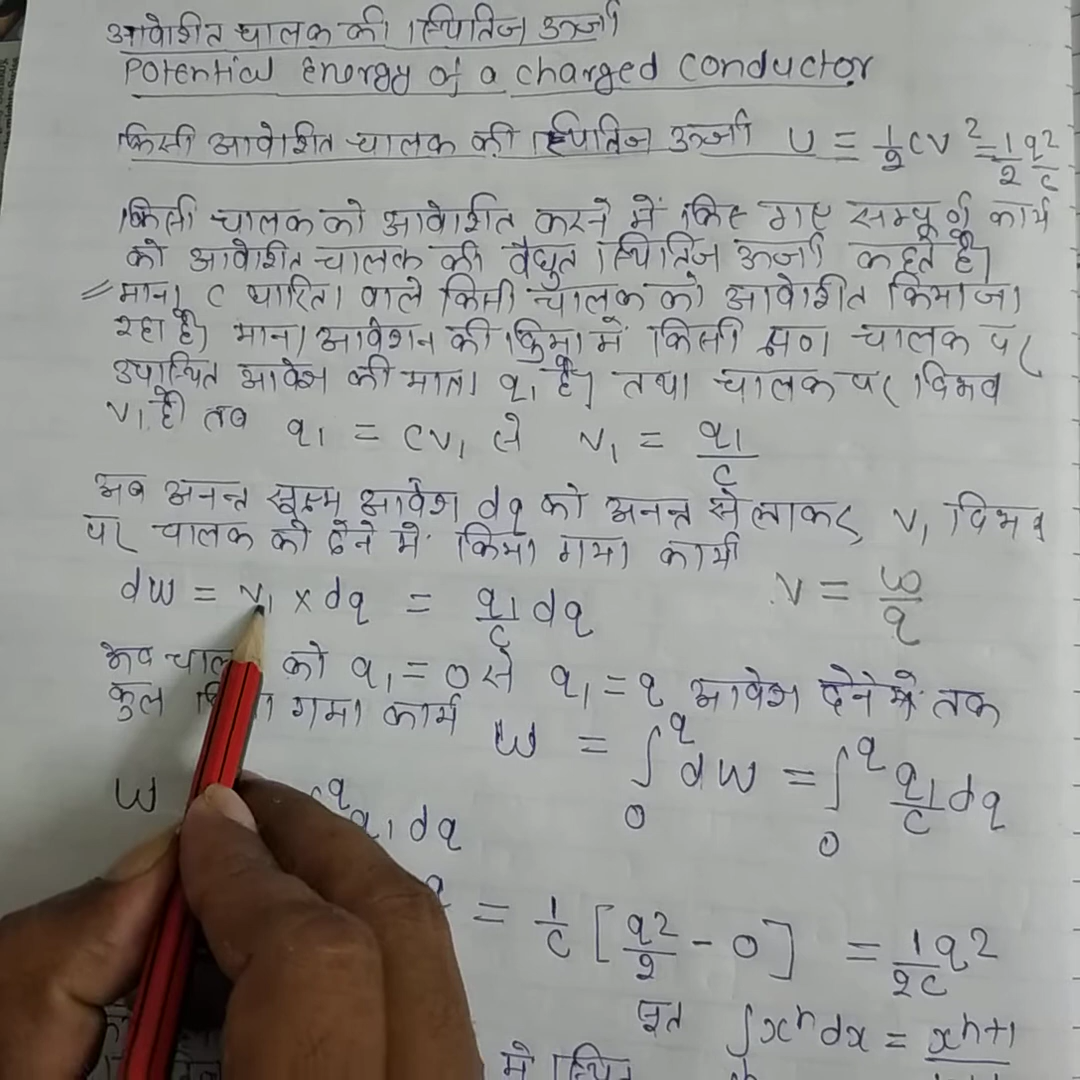 आवेशित चालक की स्थितिज ऊर्जा
Potential energy of a charged conductor
किसी आवेशित चालक की स्थितिज ऊर्जा U = 1/2 CV² = 1/2 q²/C
किसी चालक को आवेशित करने में किए गए सम्पूर्ण कार्य
को आवेशित चालक की वैद्युत स्थितिज ऊर्जा कहते है।
माना C धारिता वाले किसी चालक को आवेशित किया जा
रहा है। माना आवेशन की क्रिया में किसी क्षण चालक पर
उपस्थित आवेश की मात्रा q₁ है। तथा चालक पर विभव
V₁ है तब q₁ = CV₁ से V₁ = q₁/C
अब अनन्त सूक्ष्म आवेश dq को अनन्त से लाकर V₁ विभव
पर चालक को देने में किया गया कार्य
dw = V₁ × dq = q₁/C dq V = w/q
अब चाल को q₁ = 0 से q₁ = q आवेश देने में तक
कुल गया कार्य W = ∫₀^q dw = ∫₀^q q₁/C dq
W q q₁ dq
= 1/C [q²/2 - 0] = 1/2C q²
∫xⁿ dx = xⁿ⁺¹
में स्थित